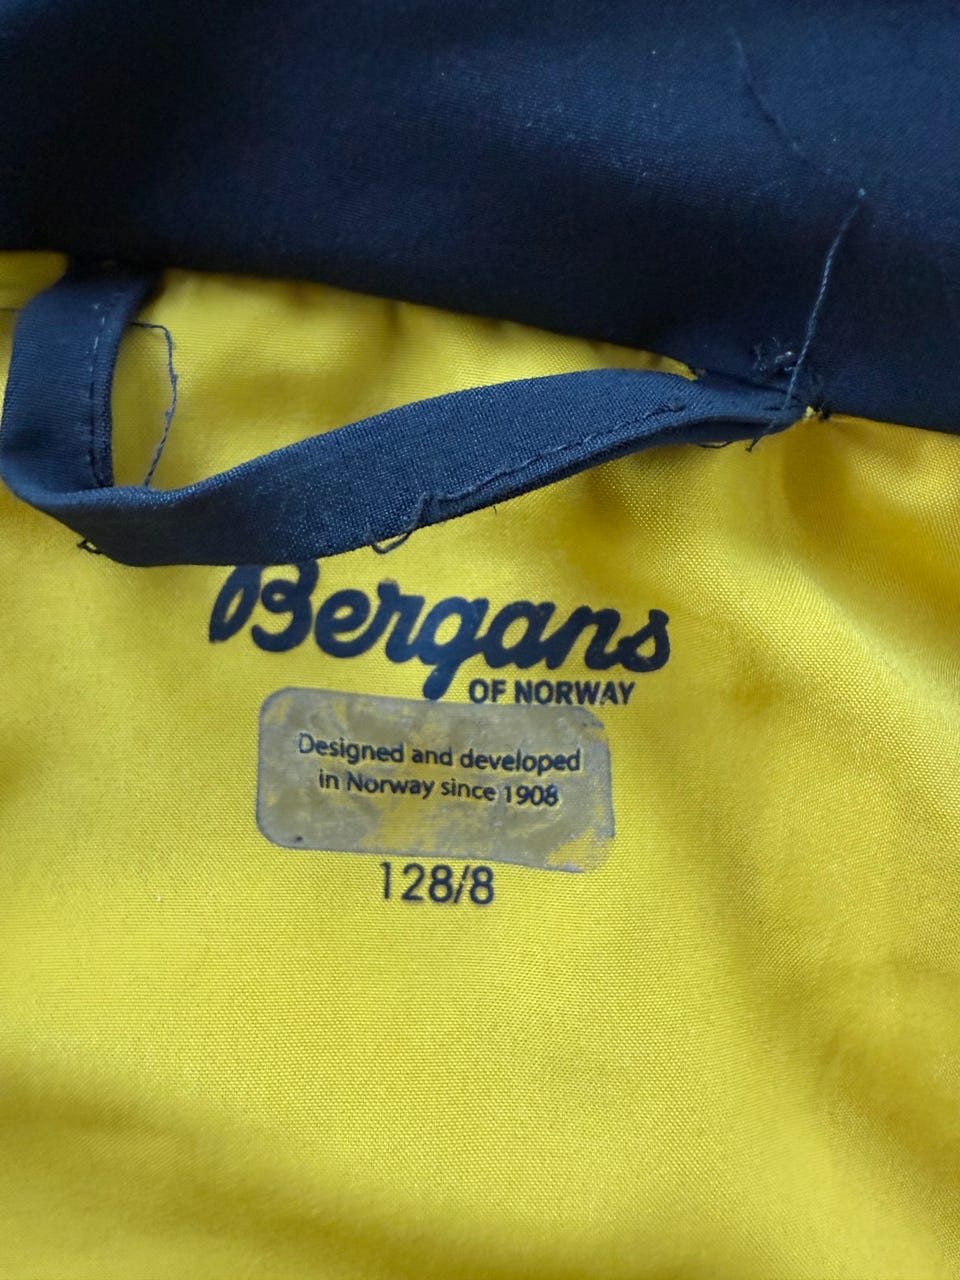 Bergans
OF NORWAY
Designed and developed
in Norway since 1908
128/8